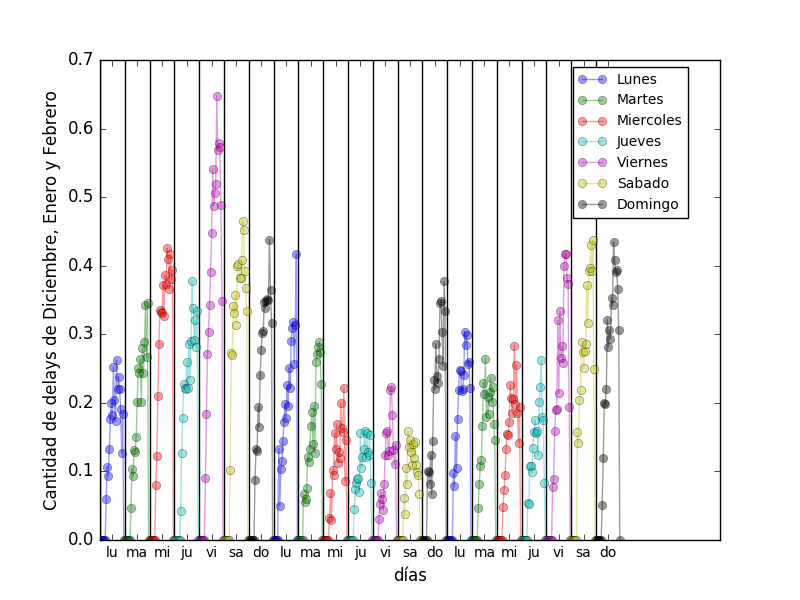 Cantidad de delays de Diciembre, Enero y Febrero
0.7
0.6
0.5
0.4
0.3
0.2
0.1
0.0
lu ma mi ju vi sa do lu ma mi ju vi sa do lu ma mi ju vi sa do
días
Lunes
Martes
Miercoles
Jueves
Viernes
Sabado
Domingo